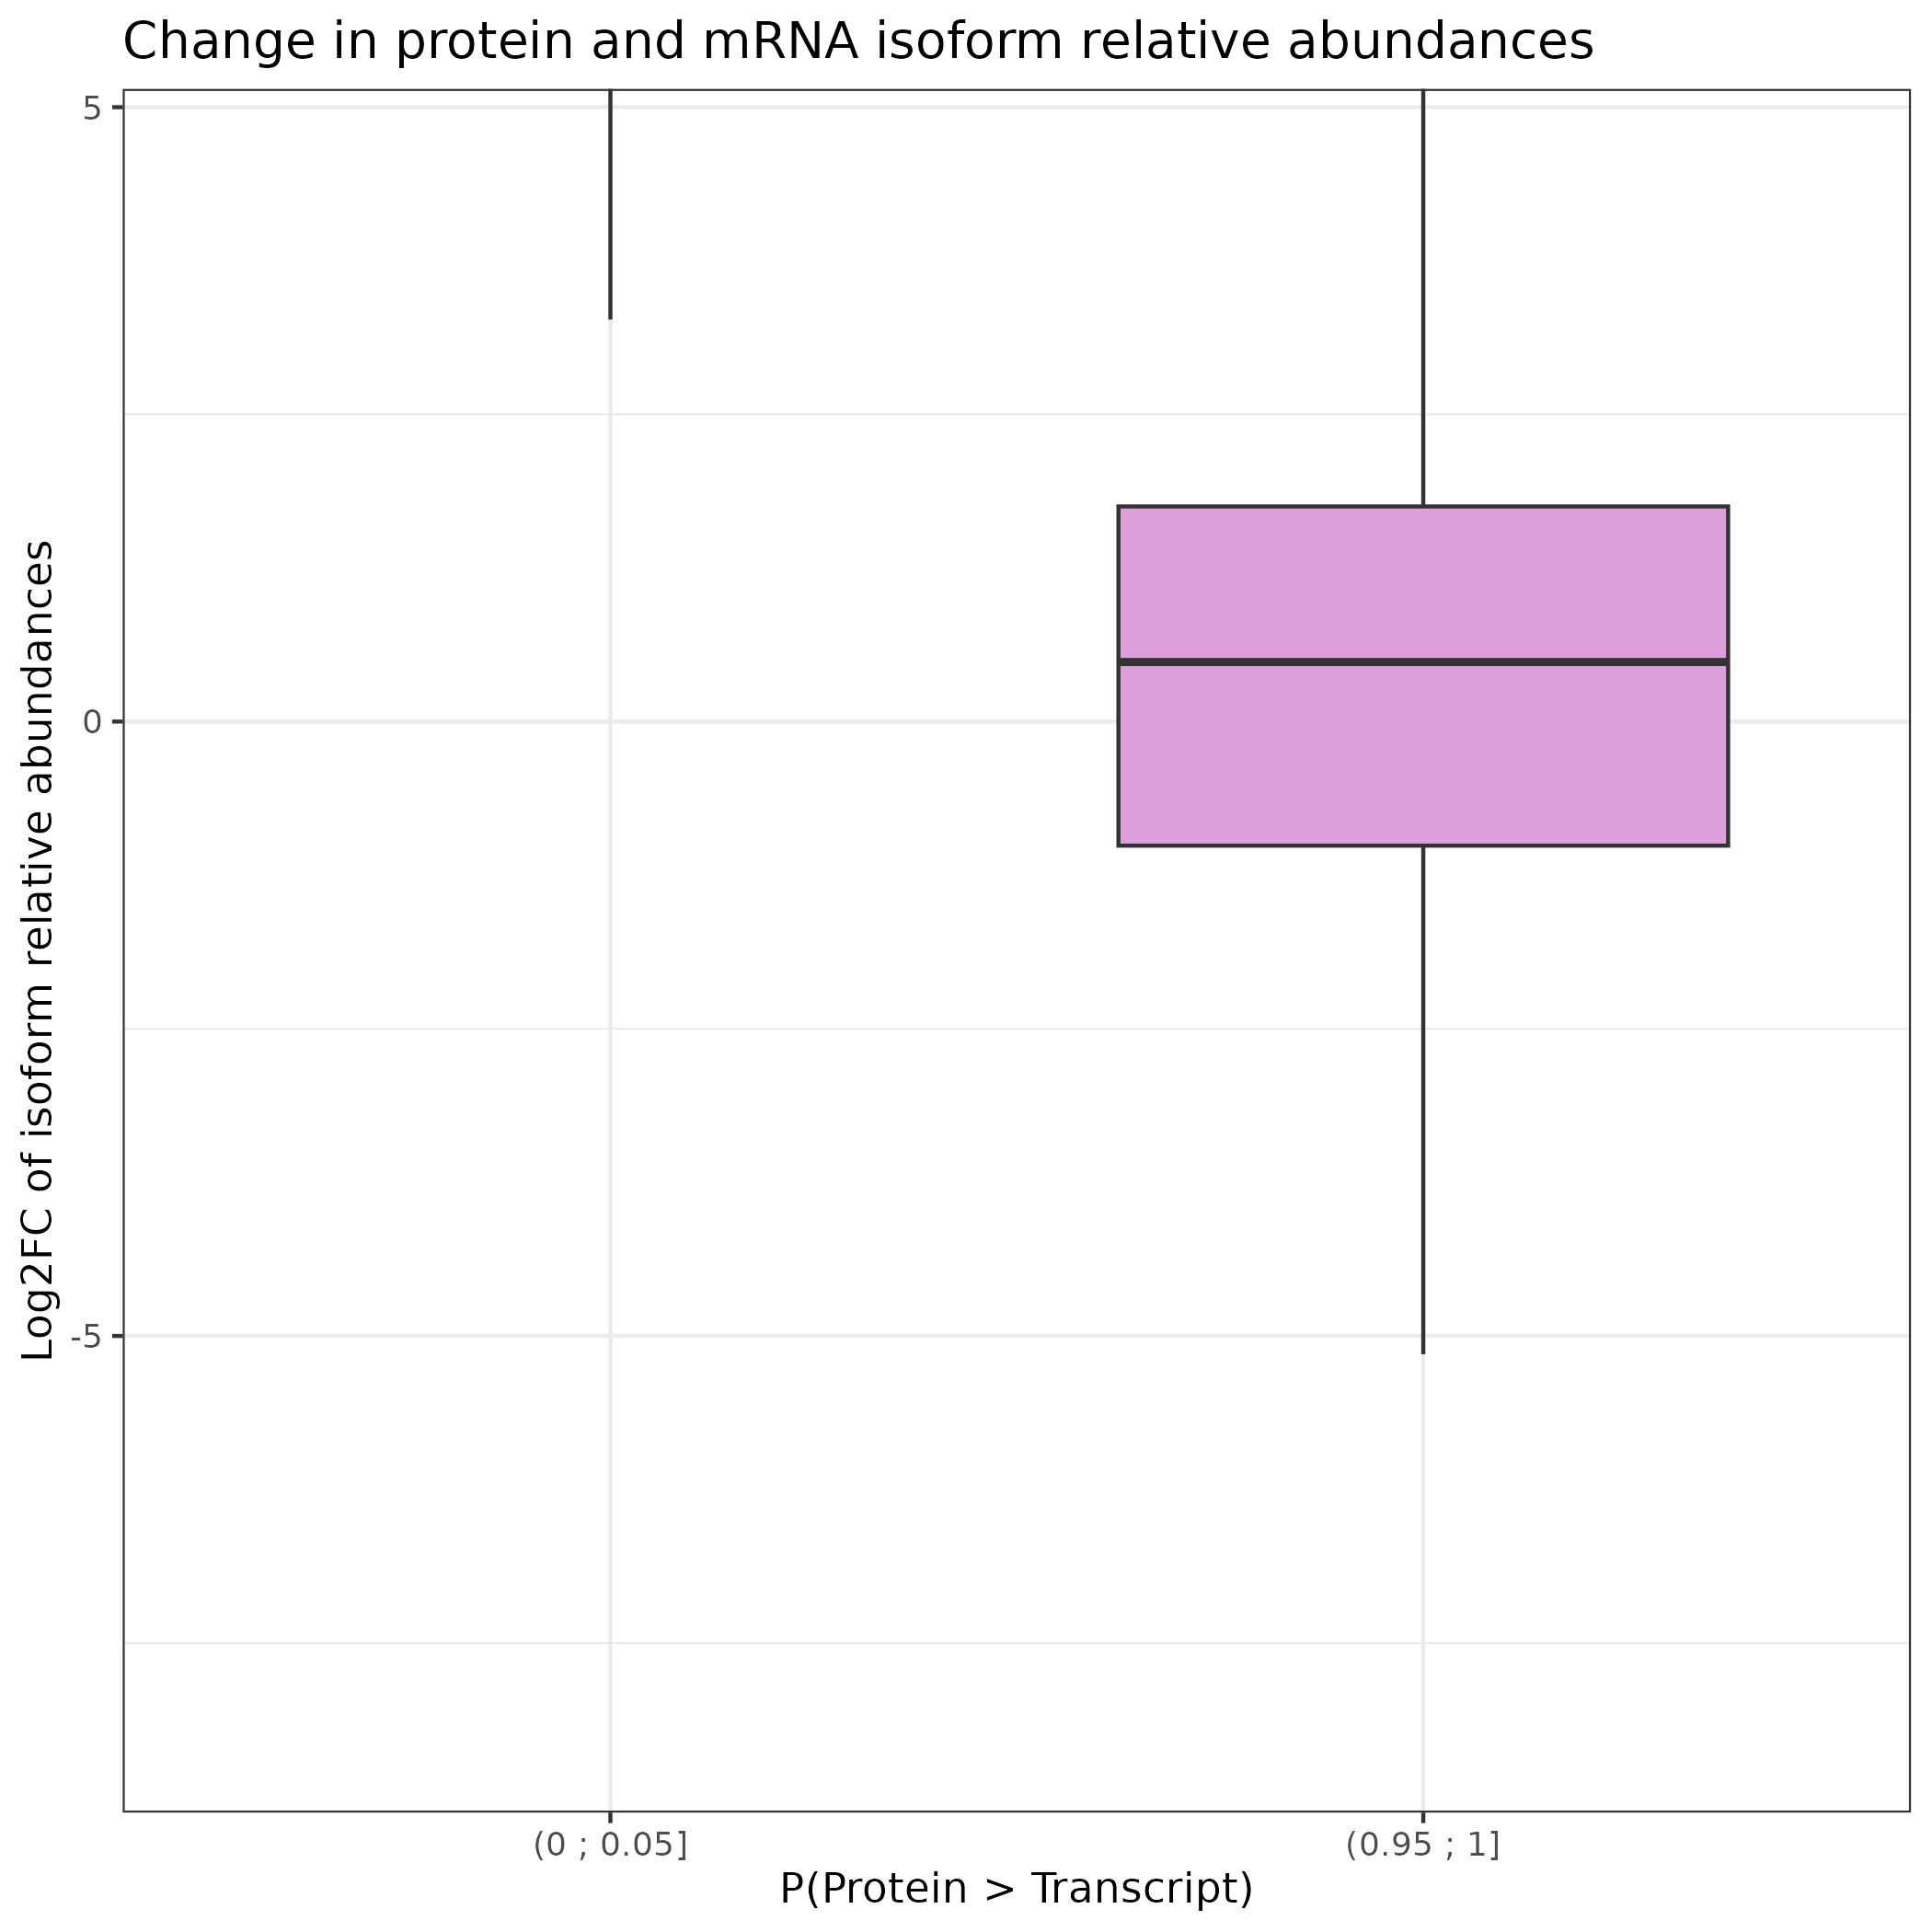 Change in protein and mRNA isoform relative abundances
Log2FC of isoform relative abundances
5
0
-5
(0 ; 0.05]
(0.95 ; 1]
P(Protein > Transcript)